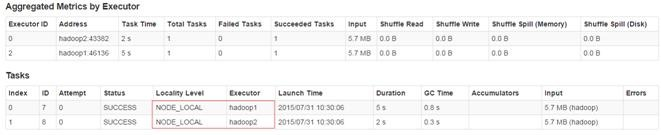 Aggregated Metrics by Executor
Executor ID Address Task Time Total Tasks Failed Tasks Succeeded Tasks Input Shuffle Read Shuffle Write Shuffle Spill (Memory) Shuffle Spill (Disk)
0 hadoop2:43382 2 s 1 0 1 5.7 MB 0.0 B 0.0 B 0.0 B 0.0 B
2 hadoop1:46136 5 s 1 0 1 5.7 MB 0.0 B 0.0 B 0.0 B 0.0 B
Tasks
Index ID Attempt Status Locality Level Executor Launch Time Duration GC Time Accumulators Input Errors
0 7 0 SUCCESS NODE_LOCAL hadoop1 2015/07/31 10:30:06 5 s 0.8 s 5.7 MB (hadoop)
1 8 0 SUCCESS NODE_LOCAL hadoop2 2015/07/31 10:30:06 2 s 0.3 s 5.7 MB (hadoop)